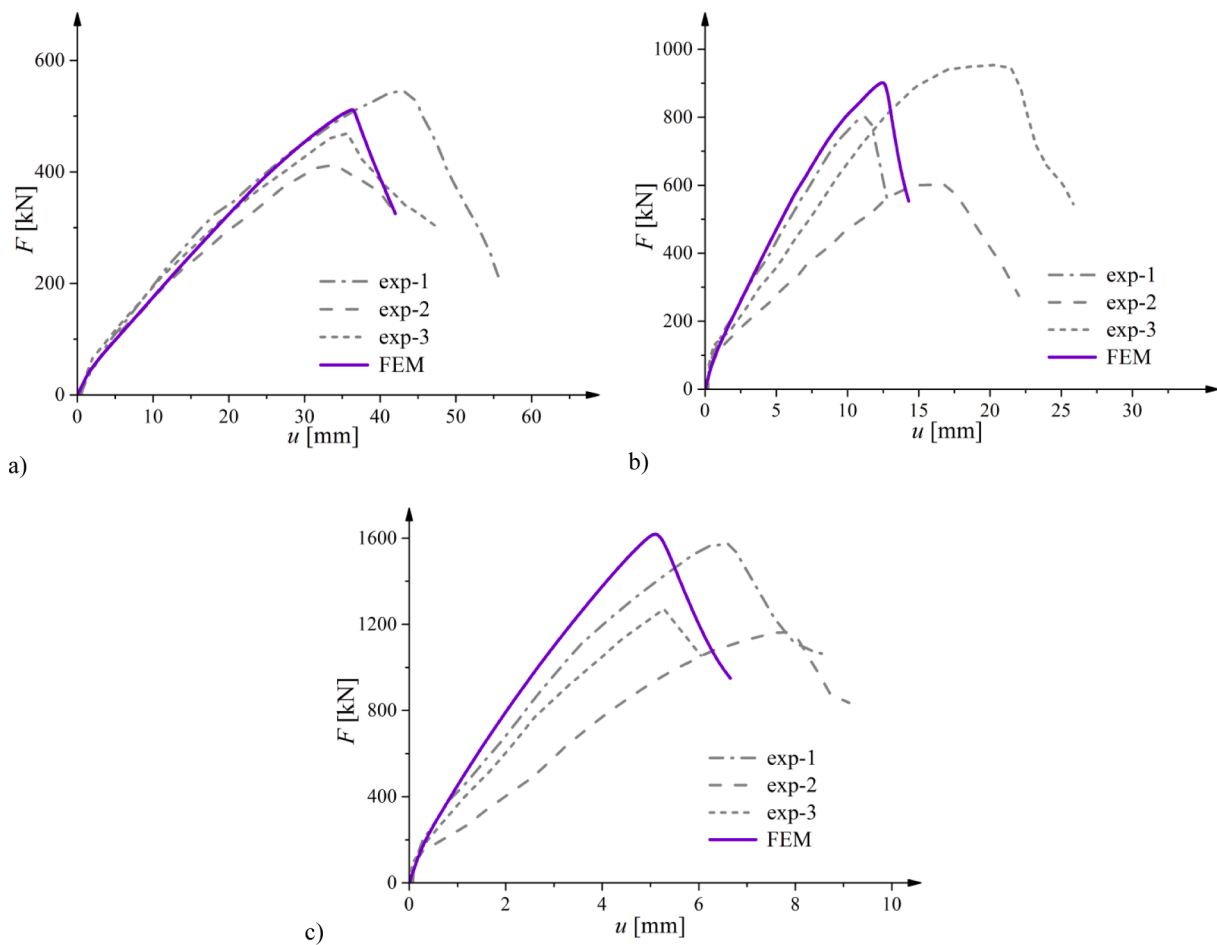 600
400
200
0
F [kN]
0 10 20 30 40 50 60
u [mm]
exp-1
exp-2
exp-3
FEM
a)
1000
800
600
400
200
0
F [kN]
0 5 10 15 20 25 30
u [mm]
exp-1
exp-2
exp-3
FEM
b)
1600
1200
800
400
0
F [kN]
0 2 4 6 8 10
u [mm]
exp-1
exp-2
exp-3
FEM
c)